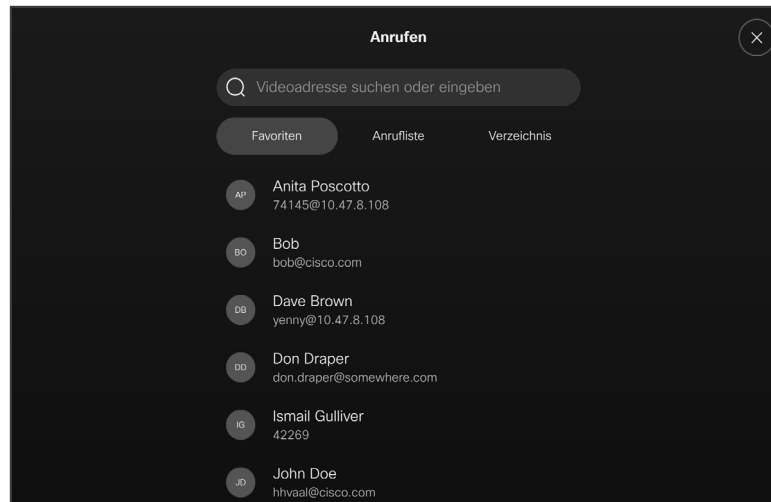 Anrufen
Videoadresse suchen oder eingeben
Favoriten Anrufliste Verzeichnis
AP Anita Poscotto
74145@10.47.8.108
BO Bob
bob@cisco.com
DB Dave Brown
yenny@10.47.8.108
DD Don Draper
don.draper@somewhere.com
IG Ismail Gulliver
42269
JD John Doe
hhvaal@cisco.com